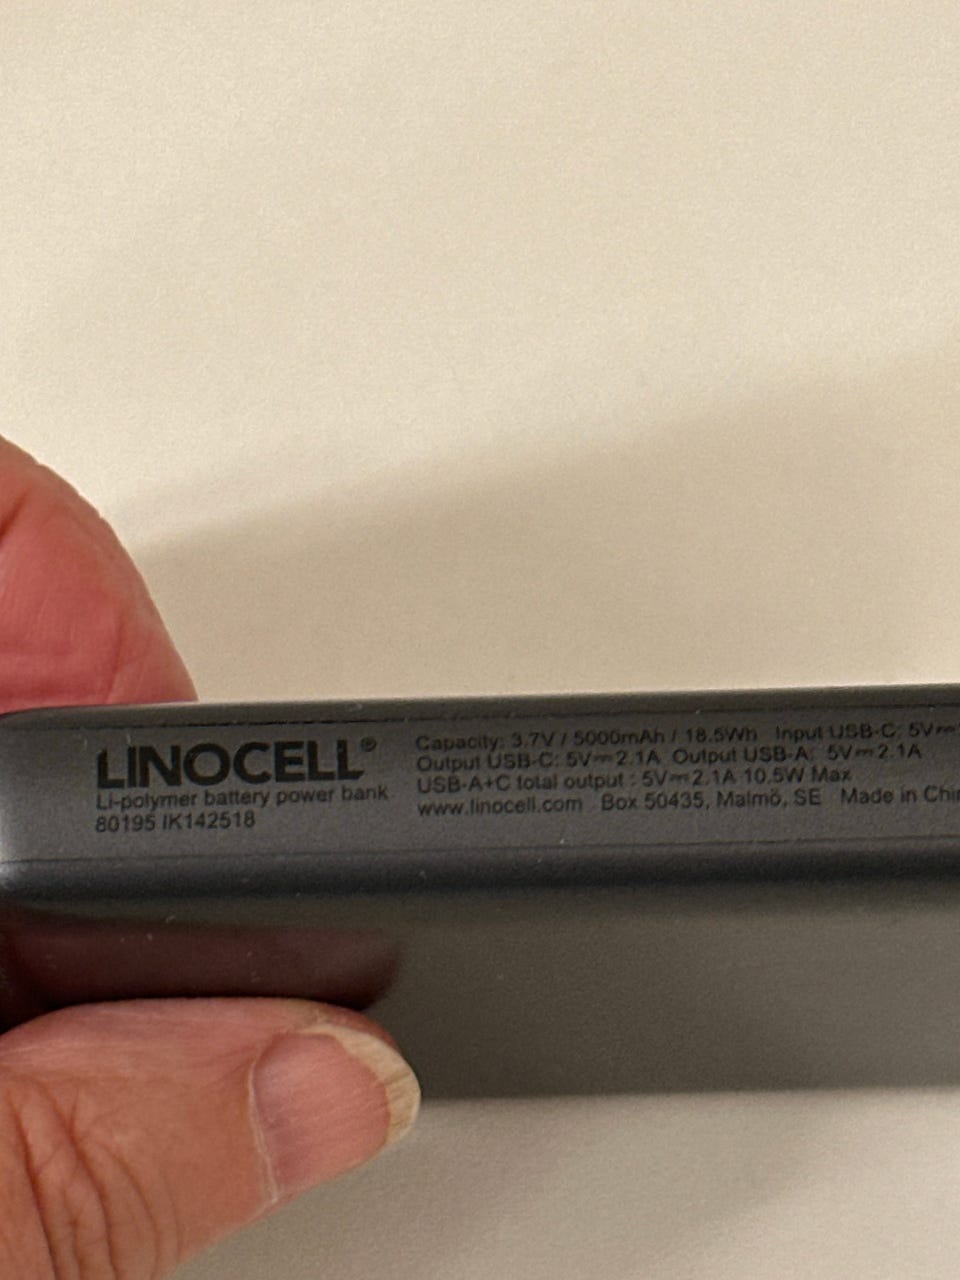 LINOCELL®
Li-polymer battery power bank
80195 IK142518
Capacity: 3.7V / 5000mAh / 18.5Wh Input USB-C: 5V⎓
Output USB-C: 5V⎓2.1A Output USB-A: 5V⎓2.1A
USB-A+C total output : 5V⎓2.1A 10.5W Max
www.linocell.com Box 50435, Malmö, SE Made in Chin